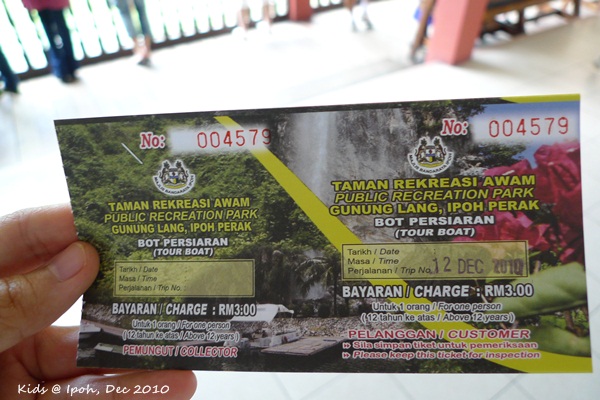 No: 004579
TAMAN REKREASI AWAM
PUBLIC RECREATION PARK
GUNUNG LANG, IPOH PERAK
BOT PERSIARAN
(TOUR BOAT)
Tarikh / Date
Masa / Time
Perjalanan / Trip No.
BAYARAN / CHARGE : RM3.00
Untuk 1 orang / For one person
(12 tahun ke atas / Above 12 years)
PEMUNGUT / COLLECTOR
No: 004579
TAMAN REKREASI AWAM
PUBLIC RECREATION PARK
GUNUNG LANG, IPOH PERAK
BOT PERSIARAN
(TOUR BOAT)
Tarikh / Date
Masa / Time
Perjalanan / Trip No. 12 DEC 2010
BAYARAN / CHARGE : RM3.00
Untuk 1 orang / For one person
(12 tahun ke atas / Above 12 years)
PELANGGAN / CUSTOMER
» Sila simpan tiket untuk pemeriksaan
» Please keep this ticket for inspection
Kids @ Ipoh, Dec 2010